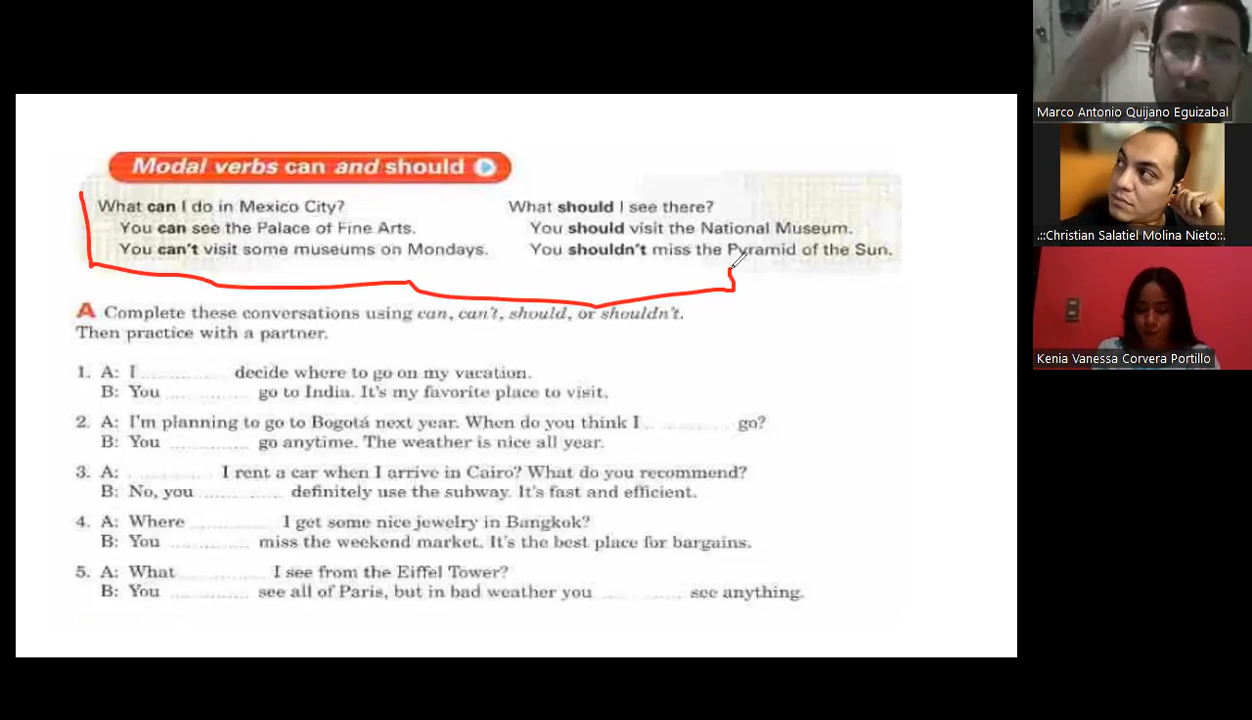 Modal verbs can and should
What can I do in Mexico City?
You can see the Palace of Fine Arts.
You can't visit some museums on Mondays.
What should I see there?
You should visit the National Museum.
You shouldn't miss the Pyramid of the Sun.
A Complete these conversations using can, can't, should, or shouldn't.
Then practice with a partner.
1. A: I ............ decide where to go on my vacation.
B: You ............ go to India. It's my favorite place to visit.
2. A: I'm planning to go to Bogotá next year. When do you think I ............ go?
B: You ............ go anytime. The weather is nice all year.
3. A: ............ I rent a car when I arrive in Cairo? What do you recommend?
B: No, you ............ definitely use the subway. It's fast and efficient.
4. A: Where ............ I get some nice jewelry in Bangkok?
B: You ............ miss the weekend market. It's the best place for bargains.
5. A: What ............ I see from the Eiffel Tower?
B: You ............ see all of Paris, but in bad weather you ............ see anything.
Marco Antonio Quijano Eguizabal
.::Christian Salatiel Molina Nieto::.
Kenia Vanessa Corvera Portillo